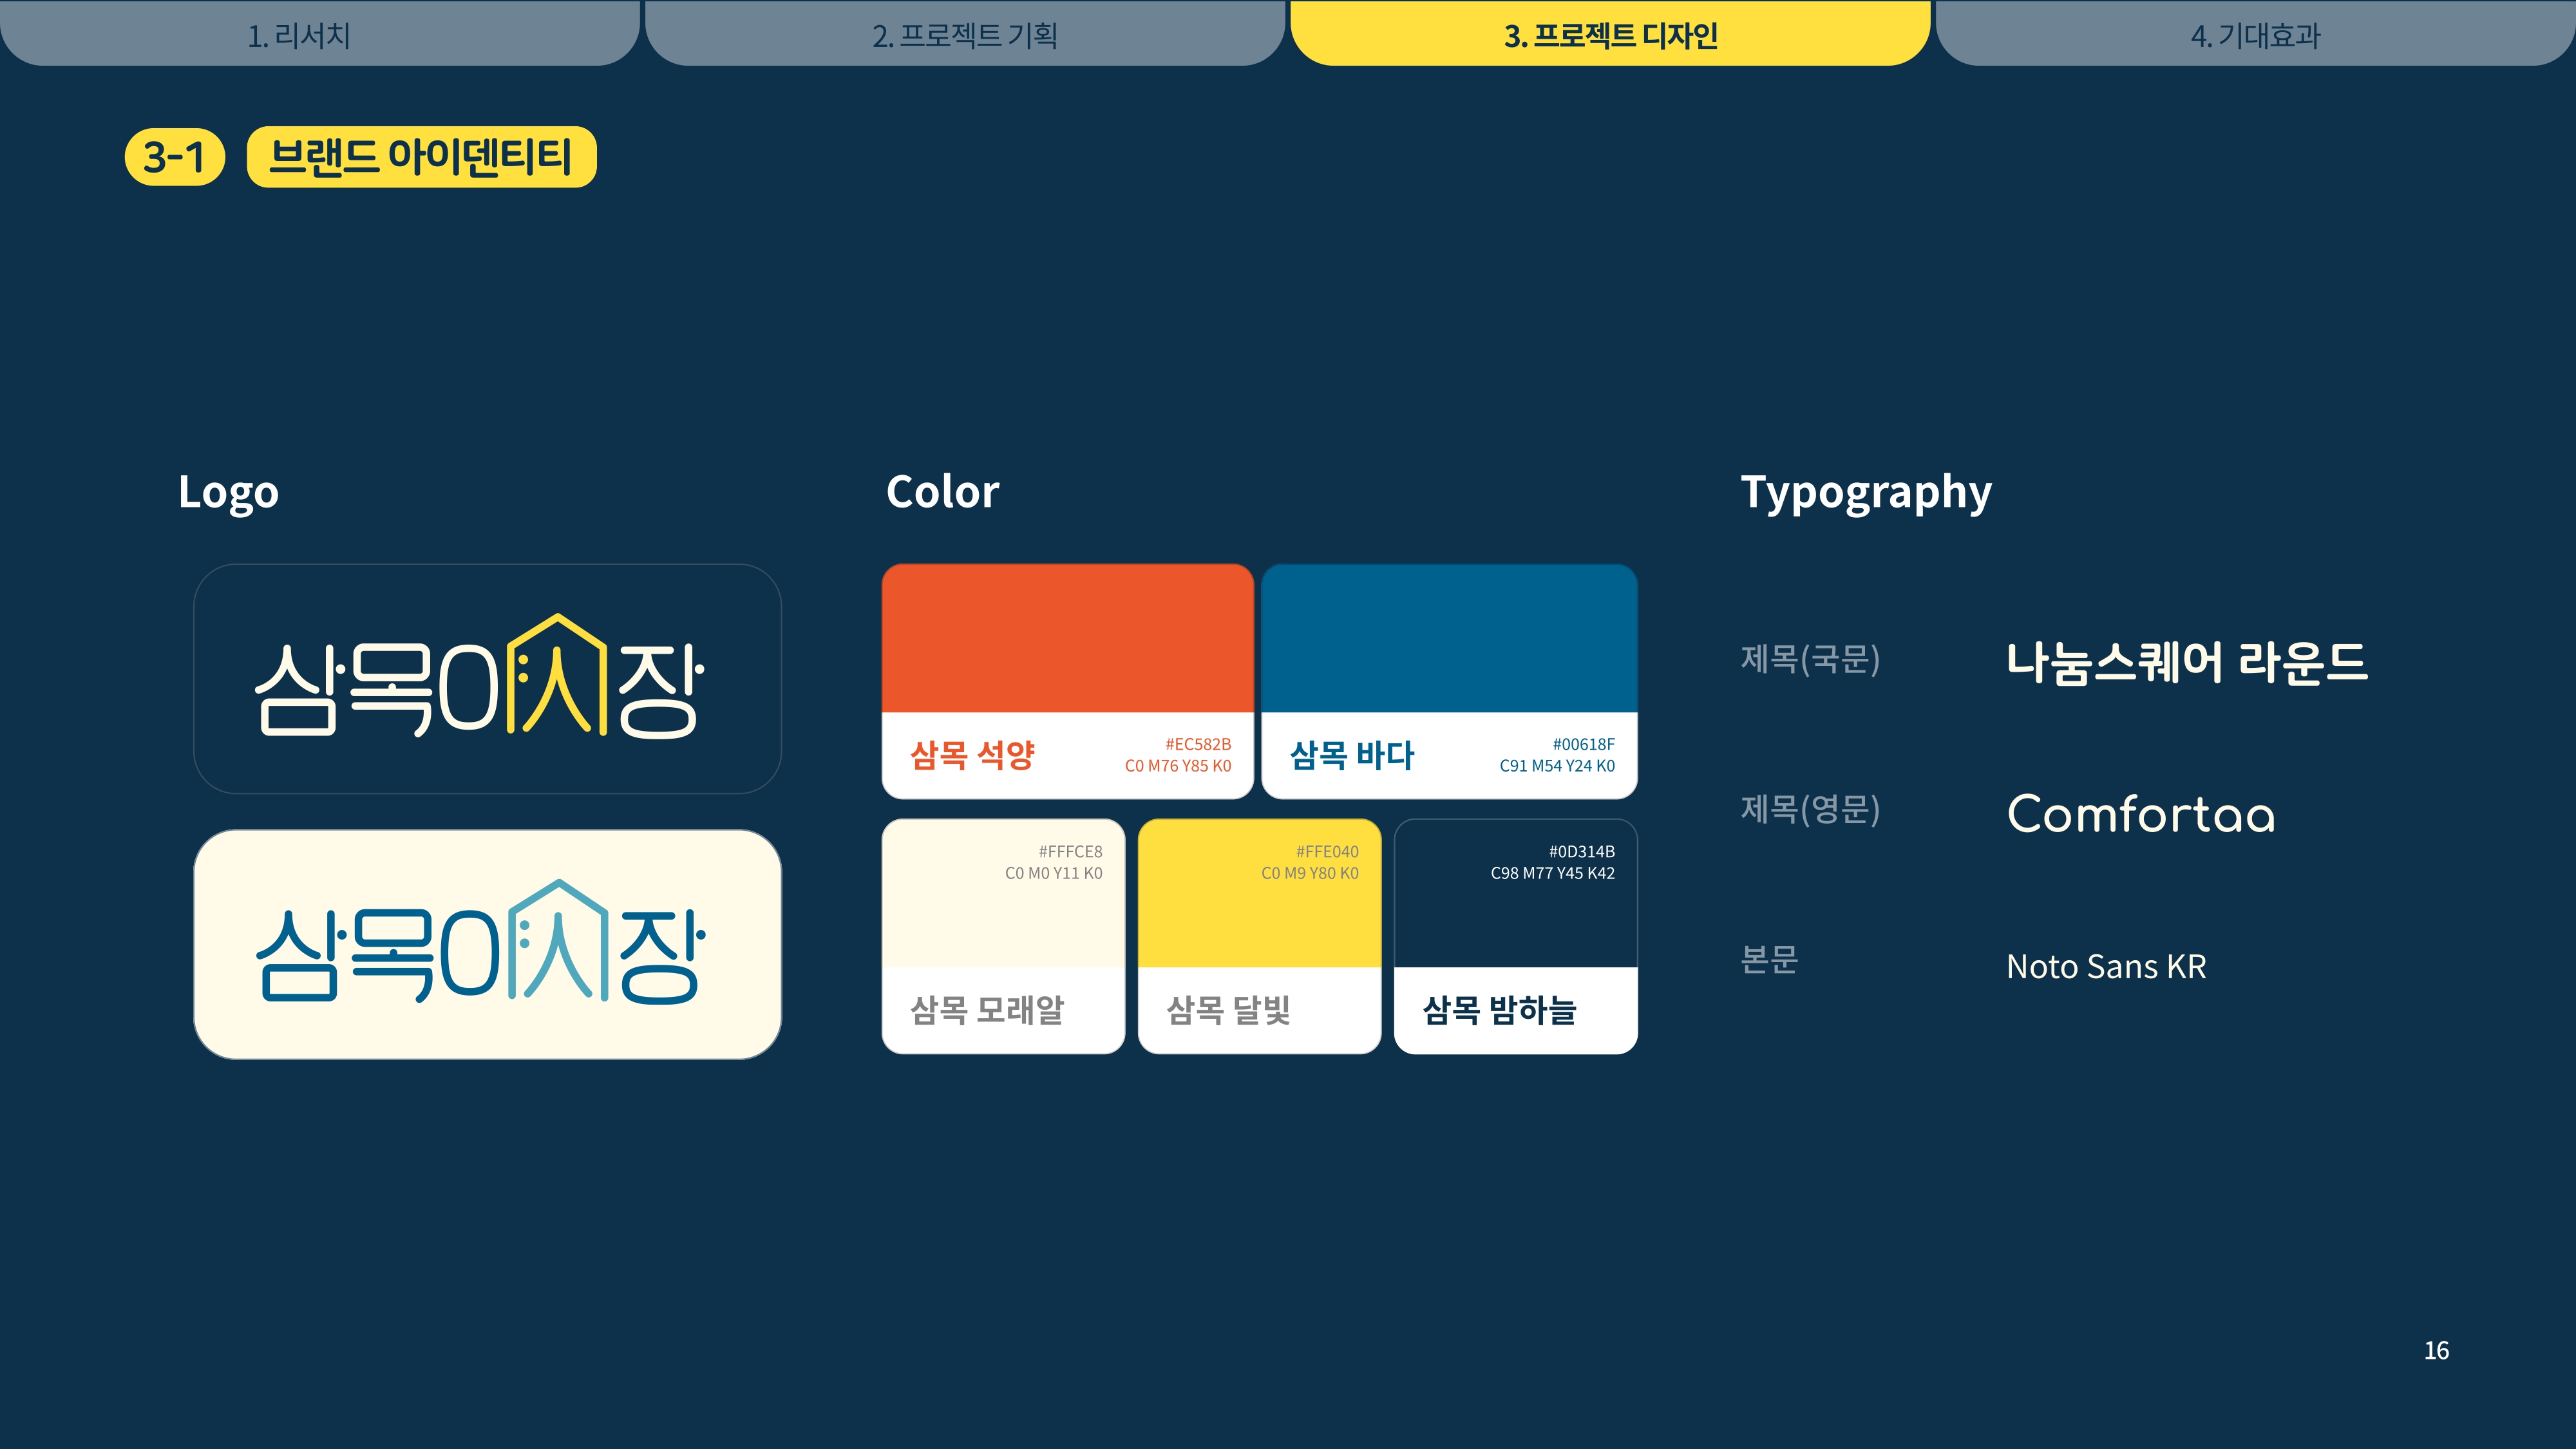 1. 리서치
2. 프로젝트 기획
3. 프로젝트 디자인
4. 기대효과
3-1 브랜드 아이덴티티
Logo
삼목야시장
삼목야시장
Color
삼목 석양
#EC582B
C0 M76 Y85 K0
삼목 바다
#00618F
C91 M54 Y24 K0
#FFFCE8
C0 M0 Y11 K0
삼목 모래알
#FFE040
C0 M9 Y80 K0
삼목 달빛
#0D314B
C98 M77 Y45 K42
삼목 밤하늘
Typography
제목(국문) 나눔스퀘어 라운드
제목(영문) Comfortaa
본문 Noto Sans KR
16